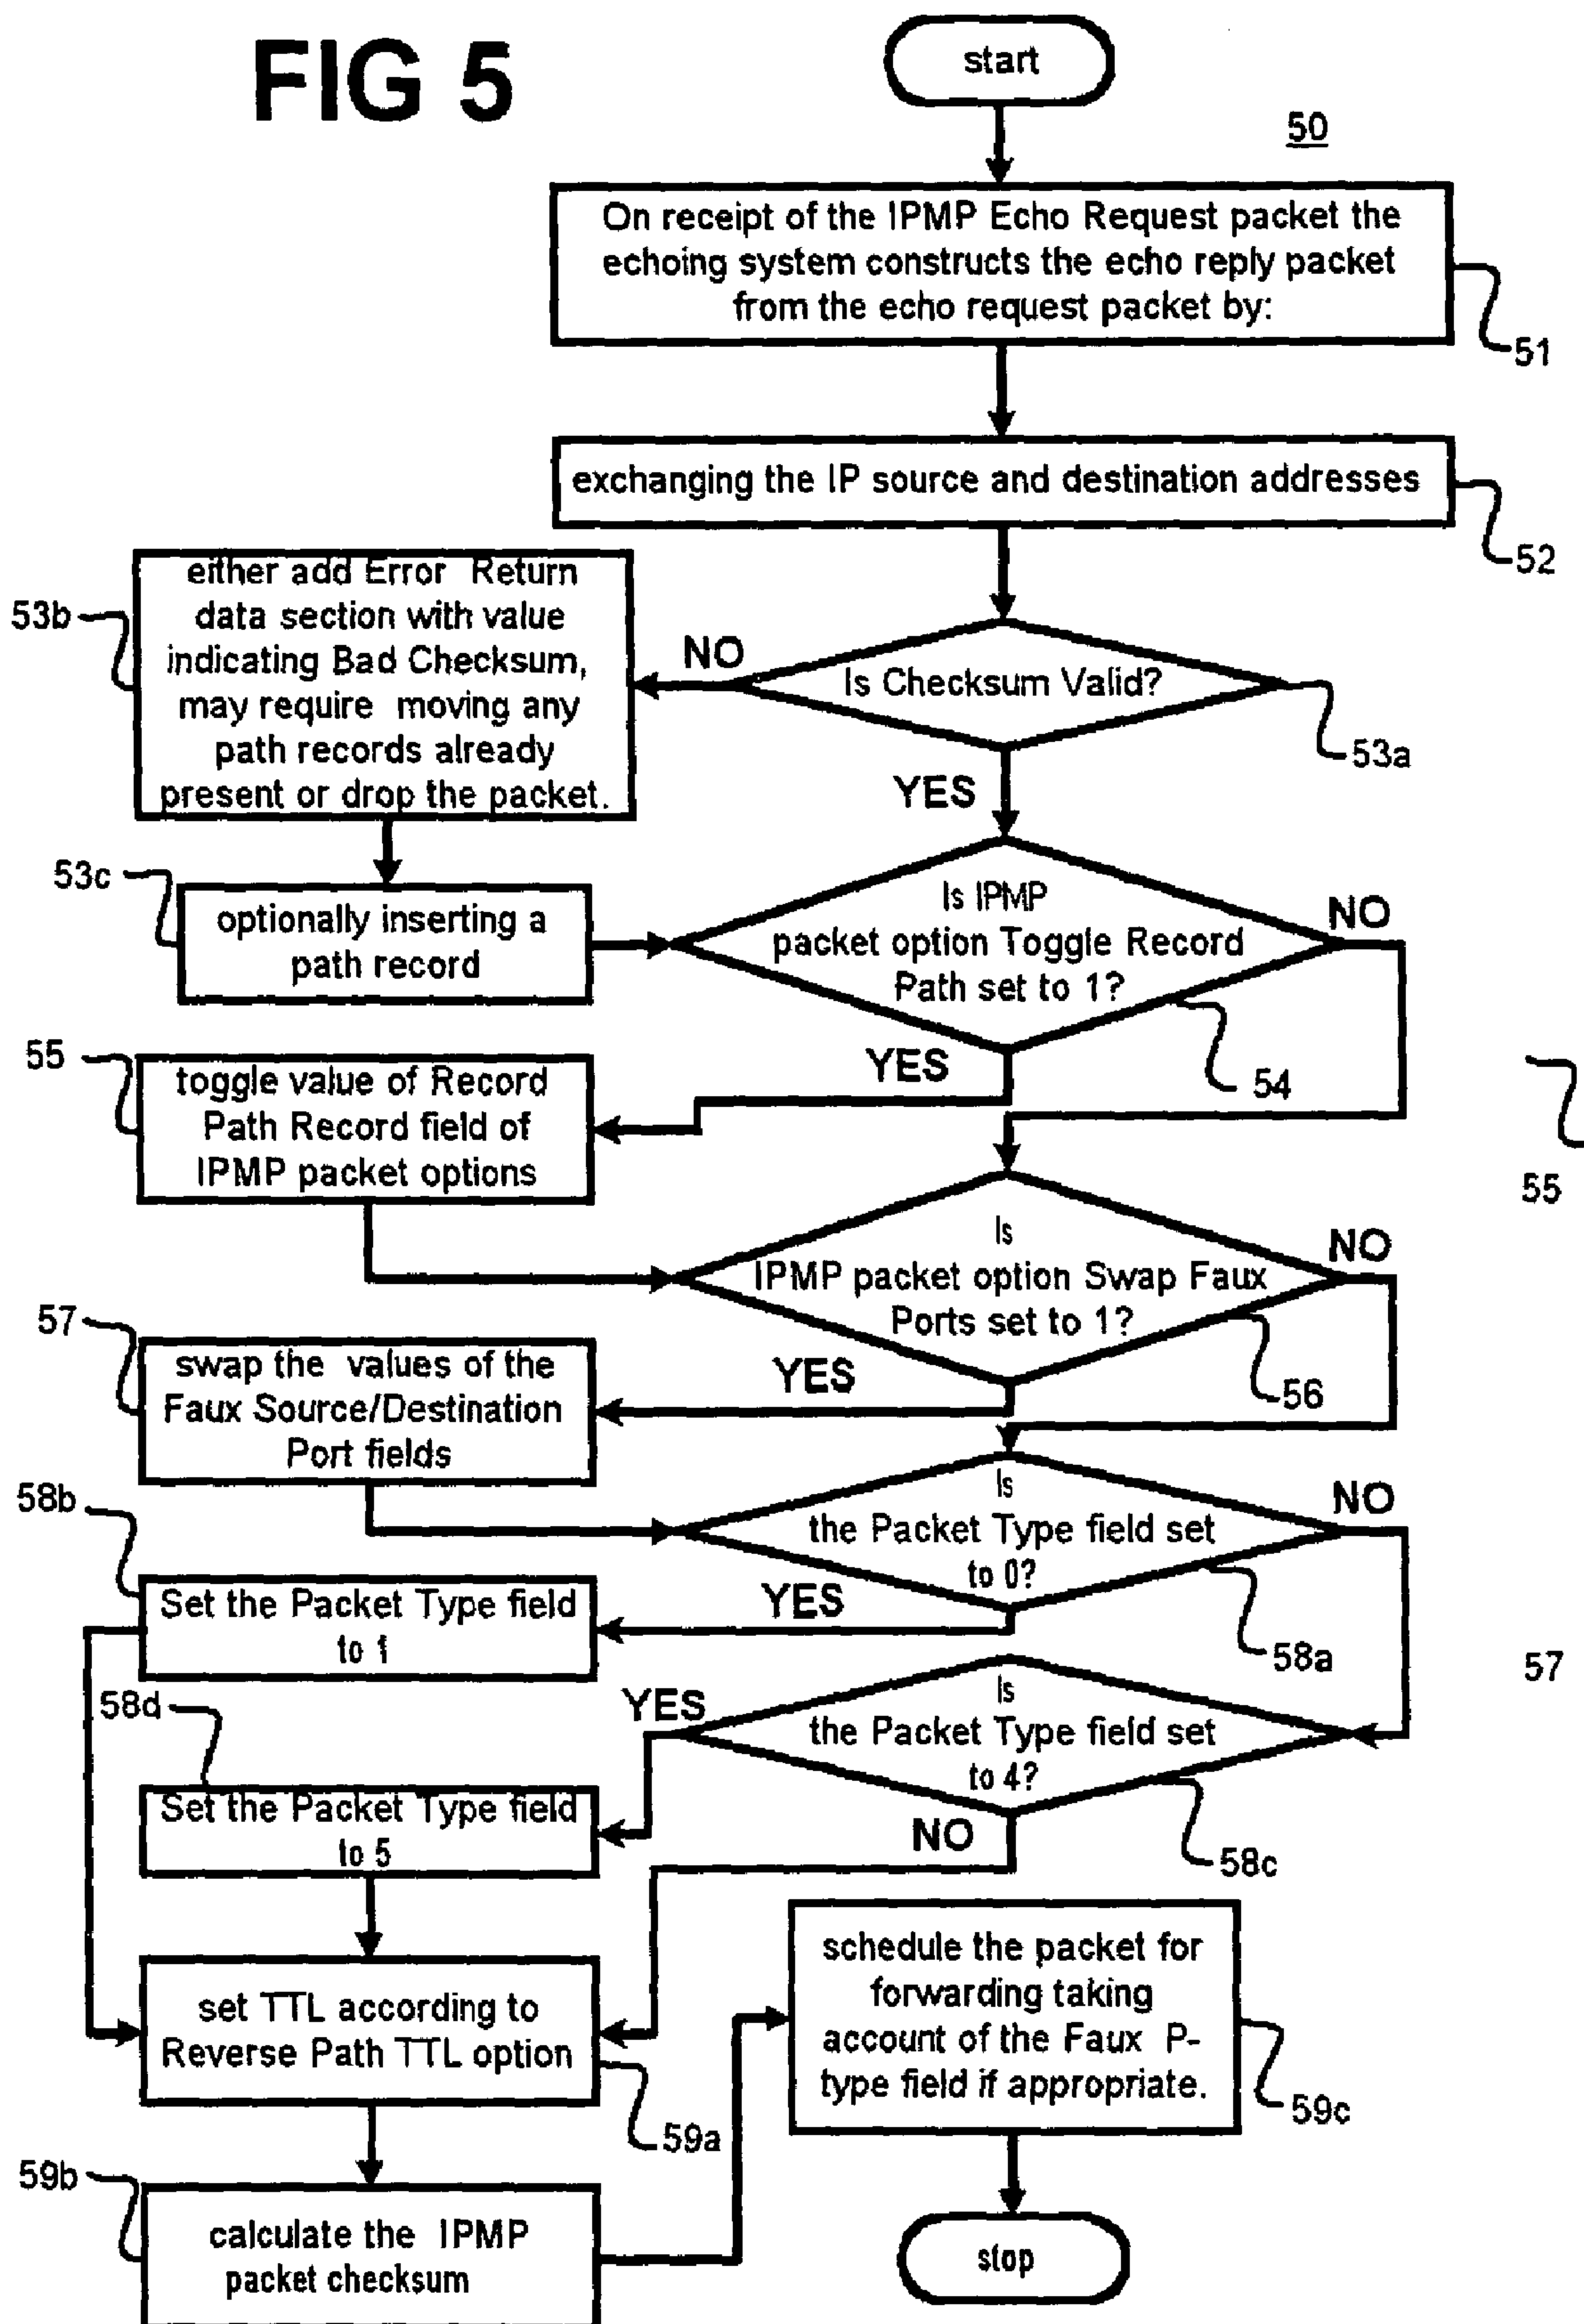 FIG 5
start
50
On receipt of the IPMP Echo Request packet the
echoing system constructs the echo reply packet
from the echo request packet by:
51
exchanging the IP source and destination addresses
52
either add Error Return
data section with value
indicating Bad Checksum,
may require moving any
path records already
present or drop the packet.
53b
NO
Is Checksum Valid?
53a
YES
53c
optionally inserting a
path record
Is IPMP
packet option Toggle Record
Path set to 1?
NO
54
YES
55
toggle value of Record
Path Record field of
IPMP packet options
55
Is
IPMP packet option Swap Faux
Ports set to 1?
NO
56
YES
57
swap the values of the
Faux Source/Destination
Port fields
58b
Is
the Packet Type field set
to 0?
NO
58a
YES
Set the Packet Type field
to 1
57
58d
YES
Is
the Packet Type field set
to 4?
58c
NO
Set the Packet Type field
to 5
set TTL according to
Reverse Path TTL option
59a
schedule the packet for
forwarding taking
account of the Faux P-
type field if appropriate.
59c
59b
calculate the IPMP
packet checksum
stop